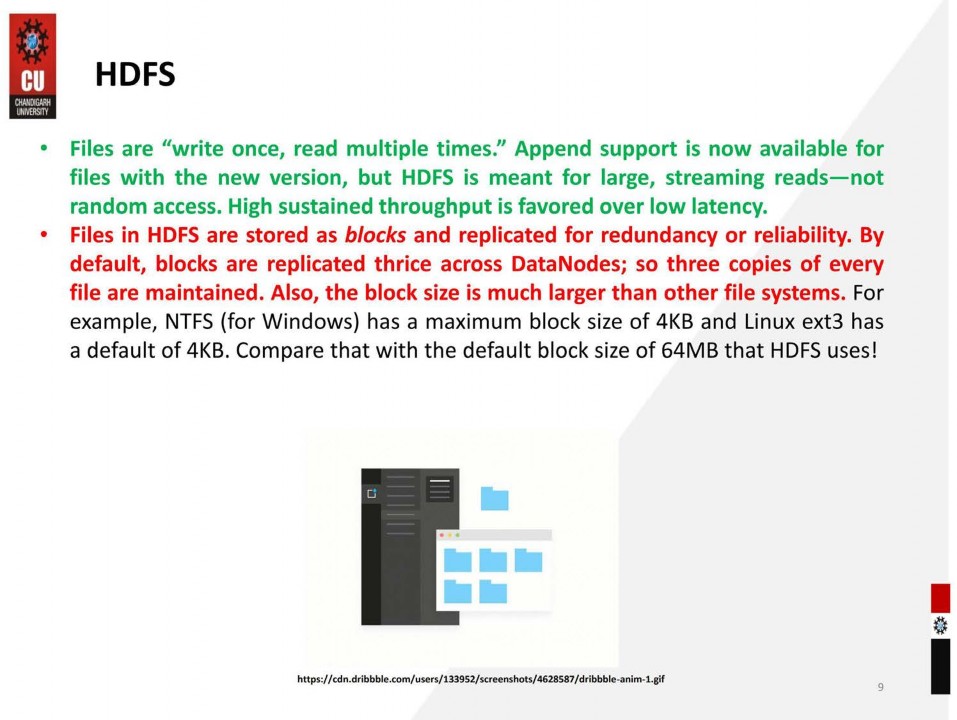 CU
CHANDIGARH
UNIVERSITY
HDFS
• Files are “write once, read multiple times.” Append support is now available for
files with the new version, but HDFS is meant for large, streaming reads—not
random access. High sustained throughput is favored over low latency.
• Files in HDFS are stored as blocks and replicated for redundancy or reliability. By
default, blocks are replicated thrice across DataNodes; so three copies of every
file are maintained. Also, the block size is much larger than other file systems. For
example, NTFS (for Windows) has a maximum block size of 4KB and Linux ext3 has
a default of 4KB. Compare that with the default block size of 64MB that HDFS uses!
https://cdn.dribbble.com/users/133952/screenshots/4628587/dribbble-anim-1.gif
9